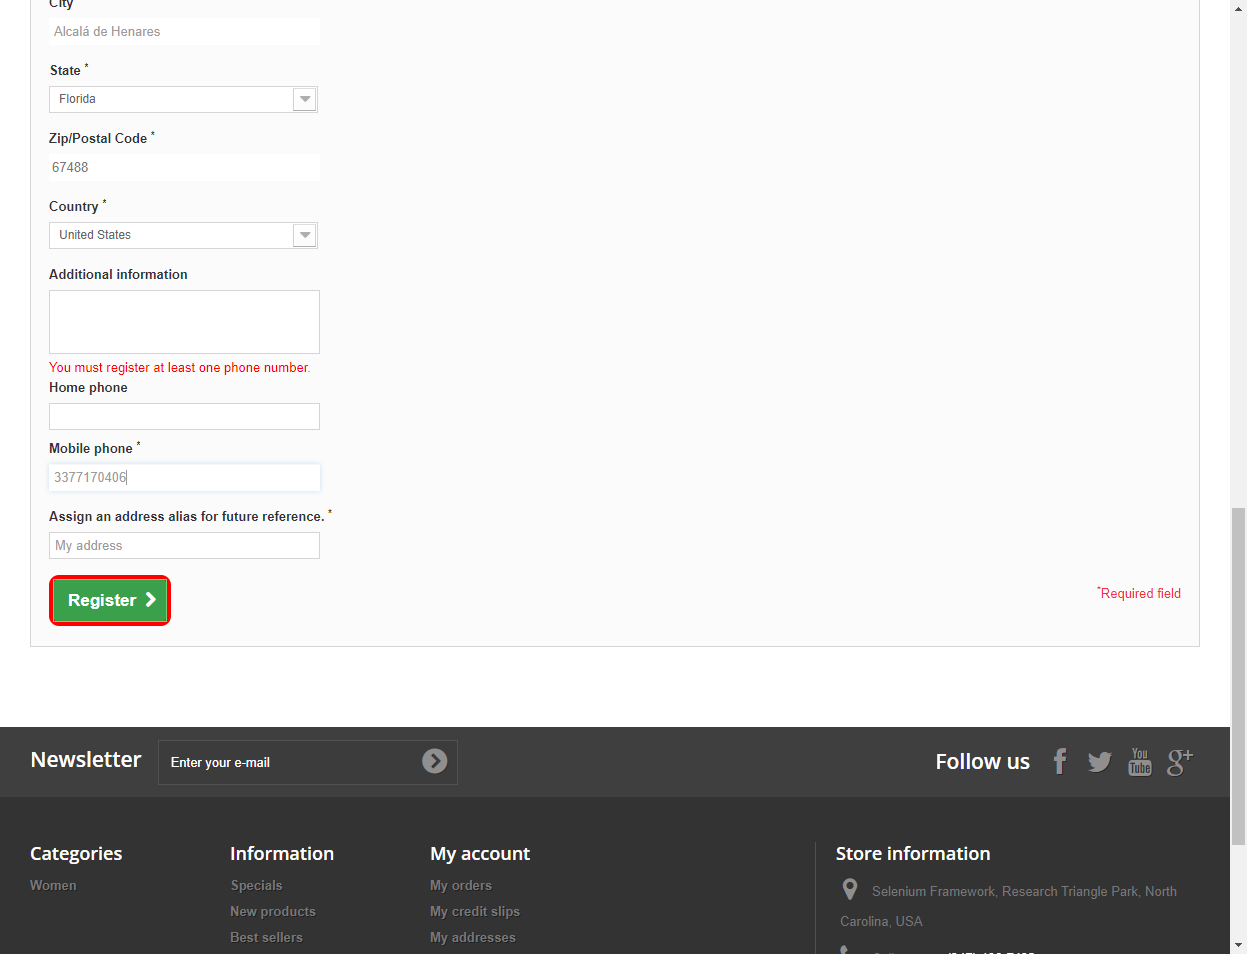 City
Alcalá de Henares
State *
Florida
Zip/Postal Code *
67488
Country *
United States
Additional information
You must register at least one phone number.
Home phone
Mobile phone *
3377170406
Assign an address alias for future reference. *
My address
Register
*Required field
Newsletter
Enter your e-mail
Follow us
You
Tube
g+
Categories
Information
My account
Store information
Women
Specials
My orders
Selenium Framework, Research Triangle Park, North
Carolina, USA
New products
My credit slips
Best sellers
My addresses